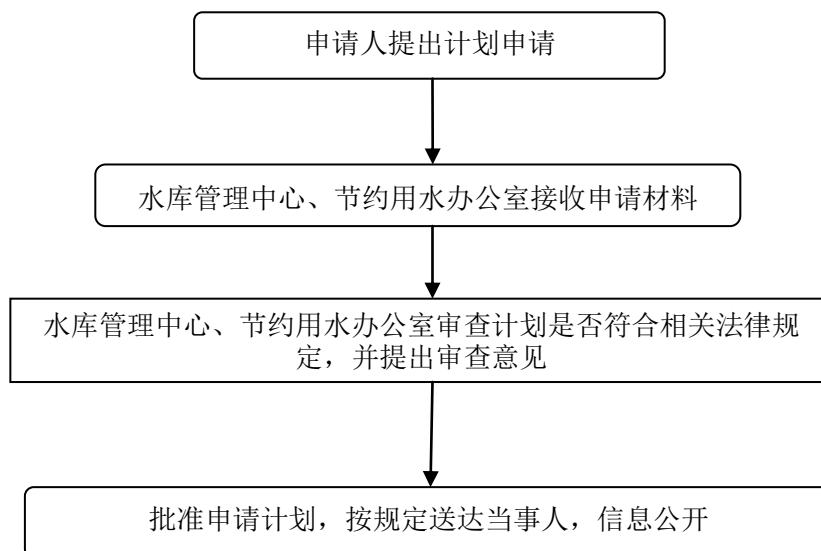 申请人提出计划申请
水库管理中心、节约用水办公室接收申请材料
水库管理中心、节约用水办公室审查计划是否符合相关法律规
定，并提出审查意见
批准申请计划，按规定送达当事人，信息公开